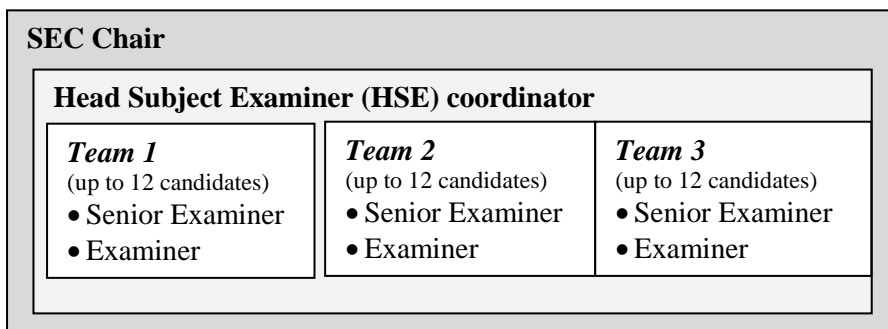 SEC Chair
Head Subject Examiner (HSE) coordinator
Team 1
(up to 12 candidates)
• Senior Examiner
• Examiner
Team 2
(up to 12 candidates)
• Senior Examiner
• Examiner
Team 3
(up to 12 candidates)
• Senior Examiner
• Examiner